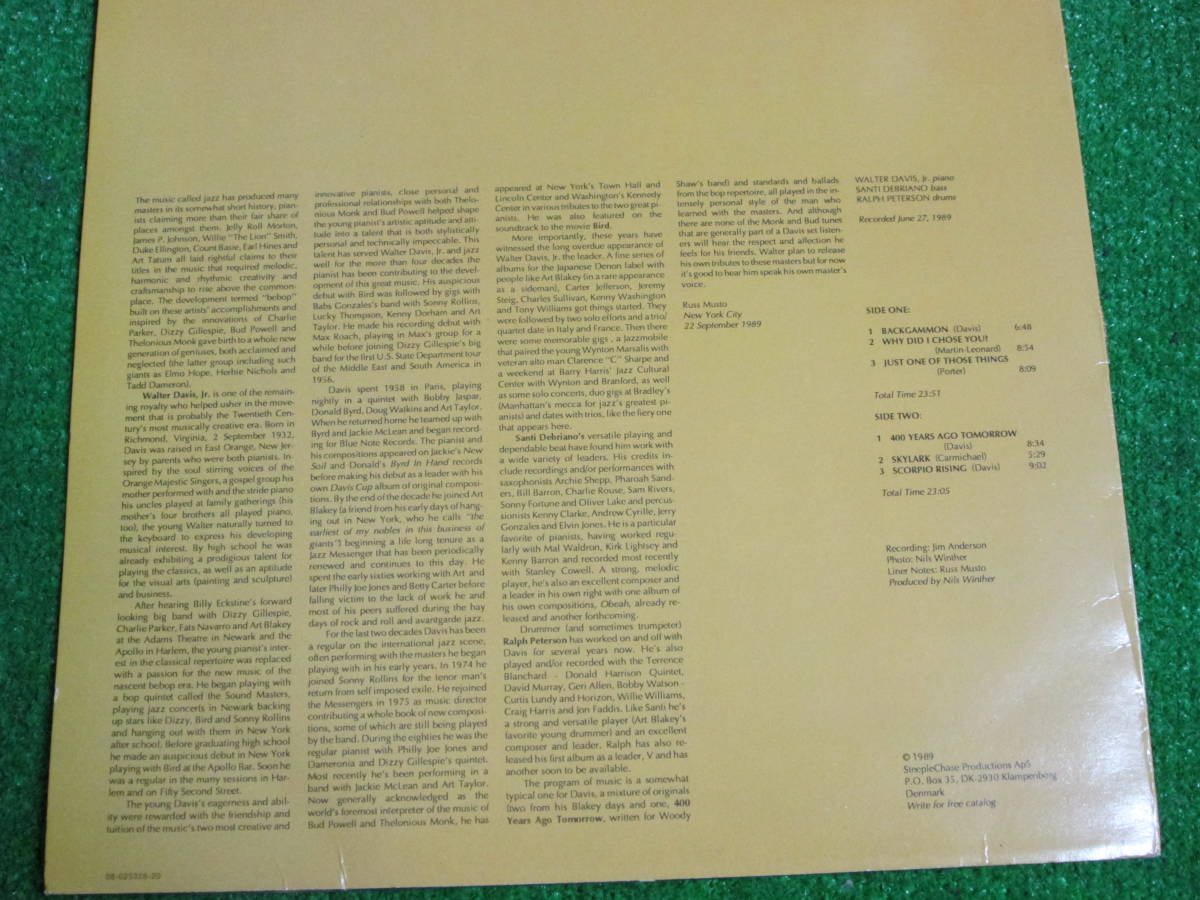 The music called jazz has produced many
masters in its somewhat short history, pian-
ists claiming more than their fair share of
places amongst them. Jelly Roll Morton,
James P. Johnson, Willie "The Lion" Smith,
Duke Ellington, Count Basie, Earl Hines and
Art Tatum all laid rightful claims to their
titles in the music that required melodic,
harmonic and rhythmic creativity and
craftsmanship to rise above the common-
place. The development termed "bebop"
built on these artists' accomplishments and
inspired by the innovations of Charlie
Parker, Dizzy Gillespie, Bud Powell and
Thelonious Monk gave birth to a whole new
generation of geniuses, both acclaimed and
neglected (the latter group including such
giants as Elmo Hope, Herbie Nichols and
Tadd Dameron).
Walter Davis, Jr. is one of the remain-
ing royalty who helped usher in the move-
ment that is probably the Twentieth Cen-
tury's most musically creative era. Born in
Richmond, Virginia, 2 September 1932,
Davis was raised in East Orange, New Jer-
sey by parents who were both pianists. In-
spired by the soul stirring voices of the
Orange Majestic Singers, a gospel group his
mother performed with and the stride piano
his uncles played at family gatherings (his
mother's four brothers all played piano,
too), the young Walter naturally turned to
the keyboard to express his developing
musical interest. By high school he was
already exhibiting a prodigious talent for
playing the classics, as well as an aptitude
for the visual arts (painting and sculpture)
and business.
After hearing Billy Eckstine's forward
looking big band with Dizzy Gillespie,
Charlie Parker, Fats Navarro and Art Blakey
at the Adams Theatre in Newark and the
Apollo in Harlem, the young pianist's inter-
est in the classical repertoire was replaced
with a passion for the new music of the
nascent bebop era. He began playing with
a bop quintet called the Sound Masters,
playing jazz concerts in Newark backing
up stars like Dizzy, Bird and Sonny Rollins
and hanging out with them in New York
after school. Before graduating high school
he made an auspicious debut in New York
playing with Bird at the Apollo Bar. Soon he
was a regular in the many sessions in Har-
lem and on Fifty Second Street.
The young Davis's eagerness and abil-
ity were rewarded with the friendship and
tuition of the music's two most creative and
innovative pianists, close personal and
professional relationships with both Thelo-
nious Monk and Bud Powell helped shape
the young pianist's artistic aptitude and atti-
tude into a talent that is both stylistically
personal and technically impeccable. This
talent has served Walter Davis, Jr. and jazz
well for the more than four decades the
pianist has been contributing to the devel-
opment of this great music. His auspicious
debut with Bird was followed by gigs with
Babs Gonzales's band with Sonny Rollins,
Lucky Thompson, Kenny Dorham and Art
Taylor. He made his recording debut with
Max Roach, playing in Max's group for a
while before joining Dizzy Gillespie's big
band for the first U.S. State Department tour
of the Middle East and South America in
1956.
Davis spent 1958 in Paris, playing
nightly in a quintet with Bobby Jaspar,
Donald Byrd, Doug Watkins and Art Taylor.
When he returned home he teamed up with
Byrd and Jackie McLean and began record-
ing for Blue Note Records. The pianist and
his compositions appeared on Jackie's New
Soil and Donald's Byrd In Hand records
before making his debut as a leader with his
own Davis Cup album of original composi-
tions. By the end of the decade he joined Art
Blakey (a friend from his early days of hang-
ing out in New York, who he calls "the
earliest of my nobles in this business of
giants") beginning a life long tenure as a
Jazz Messenger that has been periodically
renewed and continues to this day. He
spent the early sixties working with Art and
later Philly Joe Jones and Betty Carter before
falling victim to the lack of work he and
most of his peers suffered during the hay
days of rock and roll and avantgarde jazz.
For the last two decades Davis has been
a regular on the international jazz scene,
often performing with the masters he began
playing with in his early years. In 1974 he
joined Sonny Rollins for the tenor man's
return from self imposed exile. He rejoined
the Messengers in 1975 as music director
contributing a whole book of new composi-
tions, some of which are still being played
by the band. During the eighties he was the
regular pianist with Philly Joe Jones and
Dameronia and Dizzy Gillespie's quintet.
Most recently he's been performing in a
band with Jackie McLean and Art Taylor.
Now generally acknowledged as the
world's foremost interpreter of the music of
Bud Powell and Thelonious Monk, he has
appeared at New York's Town Hall and
Lincoln Center and Washington's Kennedy
Center in various tributes to the two great pi-
anists. He was also featured on the
soundtrack to the movie Bird.
More importantly, these years have
witnessed the long overdue appearance of
Walter Davis, Jr. the leader. A fine series of
albums for the Japanese Denon label with
people like Art Blakey (in a rare appearance
as a sideman), Carter Jefferson, Jeremy
Steig, Charles Sullivan, Kenny Washington
and Tony Williams got things started. They
were followed by two solo efforts and a trio/
quartet date in Italy and France. Then there
were some memorable gigs, a Jazzmobile
that paired the young Wynton Marsalis with
veteran alto man Clarence "C" Sharpe and
a weekend at Barry Harris' Jazz Cultural
Center with Wynton and Branford, as well
as some solo concerts, duo gigs at Bradley's
(Manhattan's mecca for jazz's greatest pi-
anists) and dates with trios, like the fiery one
that appears here.
Santi Debriano's versatile playing and
dependable beat have found him work with
a wide variety of leaders. His credits in-
clude recordings and/or performances with
saxophonists Archie Shepp, Pharoah Sand-
ers, Bill Barron, Charlie Rouse, Sam Rivers,
Sonny Fortune and Oliver Lake and percus-
sionists Kenny Clarke, Andrew Cyrille, Jerry
Gonzales and Elvin Jones. He is a particular
favorite of pianists, having worked regu-
larly with Mal Waldron, Kirk Lightsey and
Kenny Barron and recorded most recently
with Stanley Cowell. A strong, melodic
player, he's also an excellent composer and
a leader in his own right with one album of
his own compositions, Obeah, already re-
leased and another forthcoming.
Drummer (and sometimes trumpeter)
Ralph Peterson has worked on and off with
Davis for several years now. He's also
played and/or recorded with the Terrence
Blanchard - Donald Harrison Quintet,
David Murray, Geri Allen, Bobby Watson -
Curtis Lundy and Horizon, Willie Williams,
Craig Harris and Jon Faddis. Like Santi he's
a strong and versatile player (Art Blakey's
favorite young drummer) and an excellent
composer and leader. Ralph has also re-
leased his first album as a leader, V and has
another soon to be available.
The program of music is a somewhat
typical one for Davis, a mixture of originals
(two from his Blakey days and one, 400
Years Ago Tomorrow, written for Woody
Shaw's band) and standards and ballads
from the bop repertoire, all played in the in-
tensely personal style of the man who
learned with the masters. And although
there are none of the Monk and Bud tunes
that are generally part of a Davis set listen-
ers will hear the respect and affection he
feels for his friends. Walter plan to release
his own tributes to these masters but for now
it's good to hear him speak his own master's
voice.
Russ Musto
New York City
22 September 1989
WALTER DAVIS, Jr. piano
SANTI DEBRIANO bass
RALPH PETERSON drums
Recorded June 27, 1989
SIDE ONE:
1 BACKGAMMON (Davis) 6:48
2 WHY DID I CHOSE YOU?
(Martin-Leonard) 8:54
3 JUST ONE OF THOSE THINGS
(Porter) 8:09
Total Time 23:51
SIDE TWO:
1 400 YEARS AGO TOMORROW
(Davis) 8:34
2 SKYLARK (Carmichael) 5:29
3 SCORPIO RISING (Davis) 9:02
Total Time 23:05
Recording: Jim Anderson
Photo: Nils Winther
Liner Notes: Russ Musto
Produced by Nils Winther
© 1989
SteepleChase Productions ApS
P.O. Box 35, DK-2930 Klampenborg
Denmark
Write for free catalog